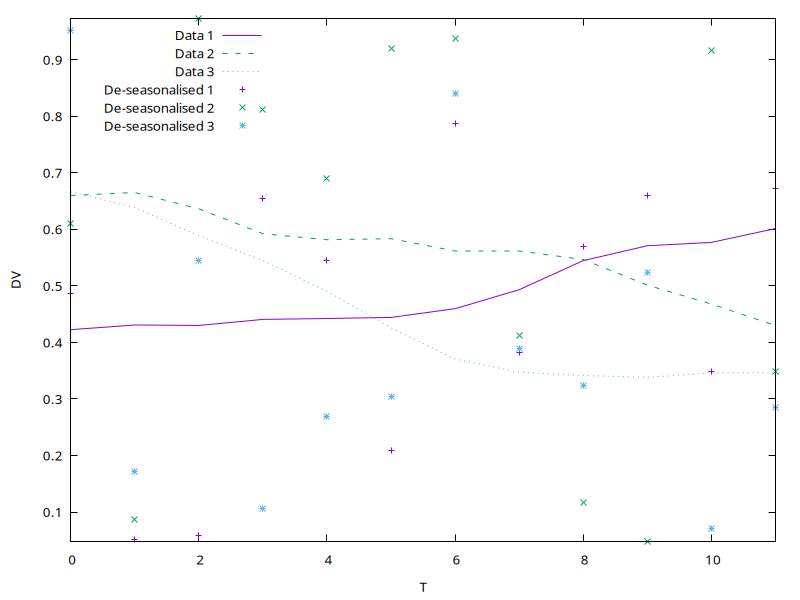 Data 1
Data 2
Data 3
De-seasonalised 1
De-seasonalised 2
De-seasonalised 3
0.9
0.8
0.7
0.6
0.5
0.4
0.3
0.2
0.1
DV
0 2 4 6 8 10
T